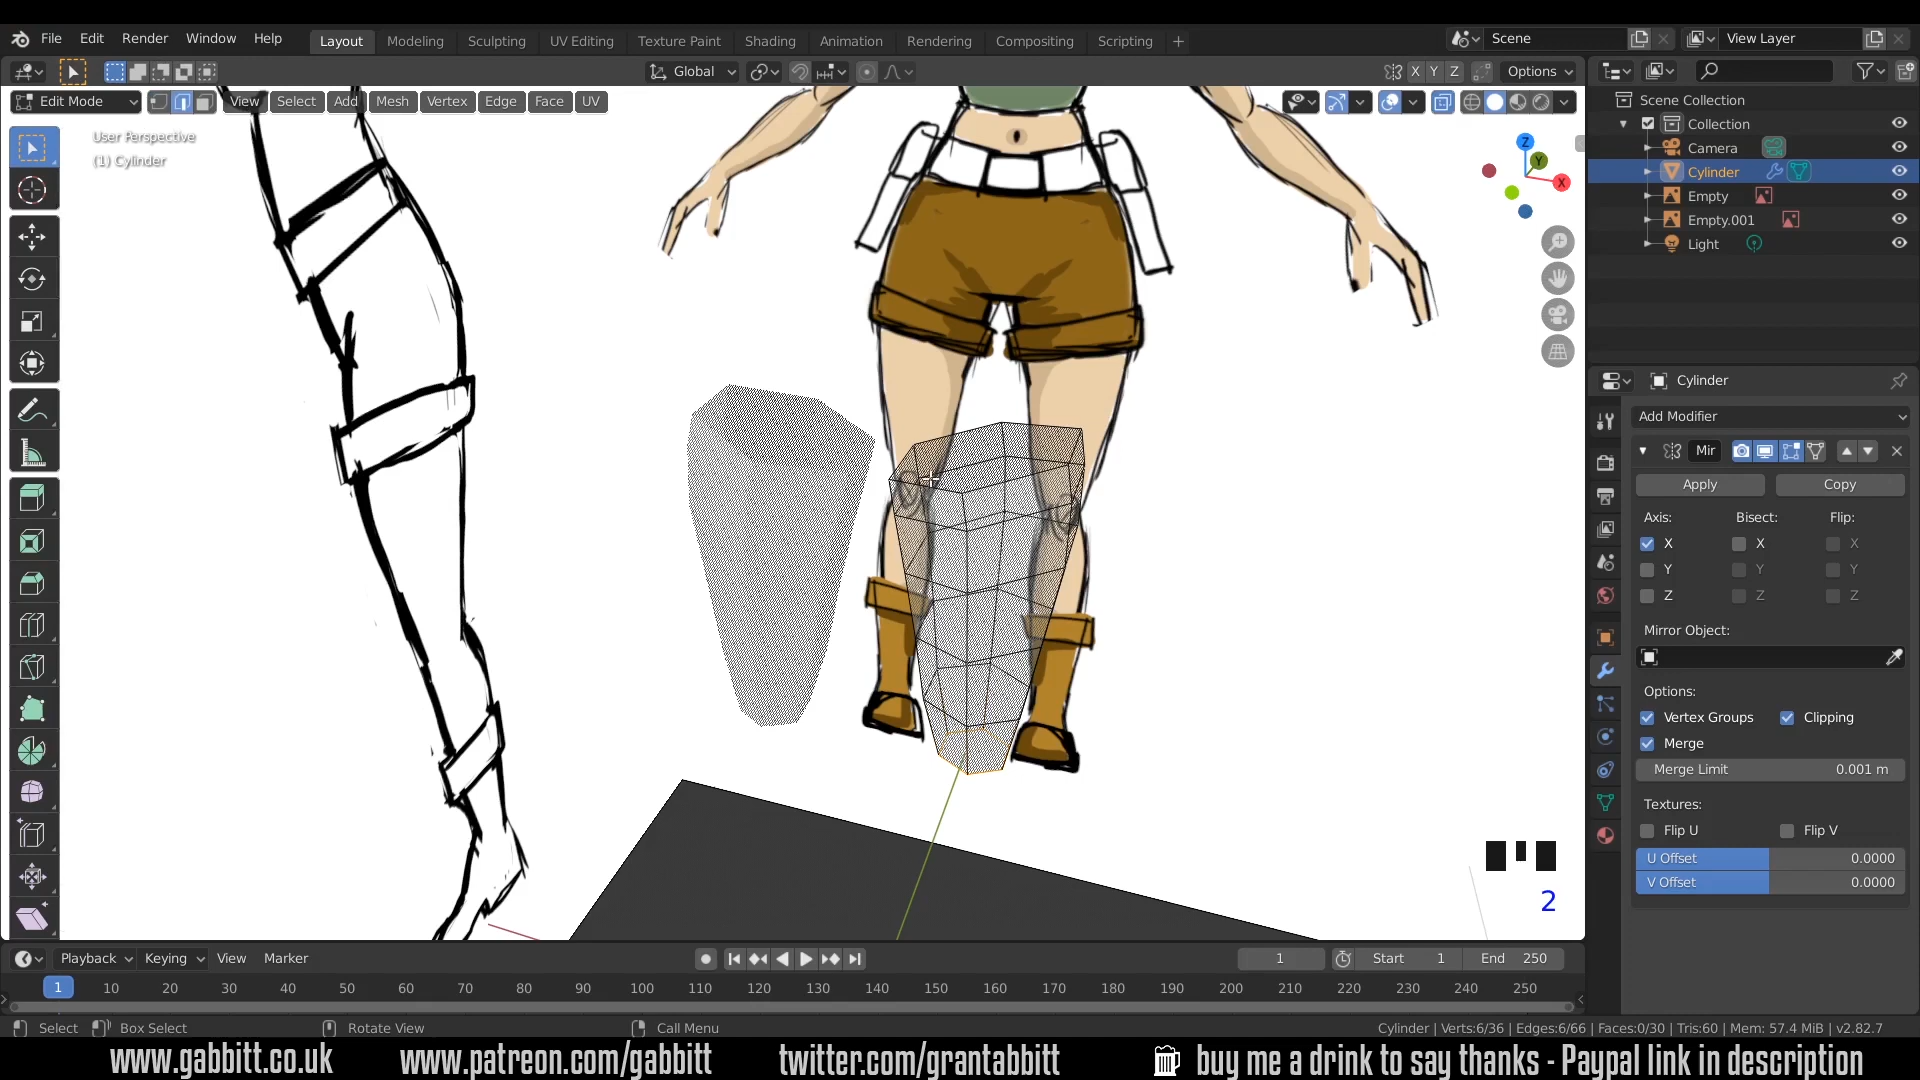 File Edit Render Window Help Layout Modeling Sculpting UV Editing Texture Paint Shading Animation Rendering Compositing Scripting + Scene View Layer
Global X Y Z Options
Edit Mode View Select Add Mesh Vertex Edge Face UV
User Perspective
(1) Cylinder
Z
Y
X
Scene Collection
Collection
Camera
Cylinder
Empty
Empty.001
Light
Cylinder
Add Modifier
Mir
Apply Copy
Axis: Bisect: Flip:
X X X
Y Y Y
Z Z Z
Mirror Object:
Options:
Vertex Groups Clipping
Merge
Merge Limit 0.001 m
Textures:
Flip U Flip V
U Offset 0.0000
V Offset 0.0000
2
Playback Keying View Marker 1 Start 1 End 250
1 10 20 30 40 50 60 70 80 90 100 110 120 130 140 150 160 170 180 190 200 210 220 230 240 250
Select Box Select Rotate View Call Menu Cylinder | Verts:6/36 | Edges:6/66 | Faces:0/30 | Tris:60 | Mem: 57.4 MiB | v2.82.7
www.gabbitt.co.uk www.patreon.com/gabbitt twitter.com/grantabbitt buy me a drink to say thanks - Paypal link in description